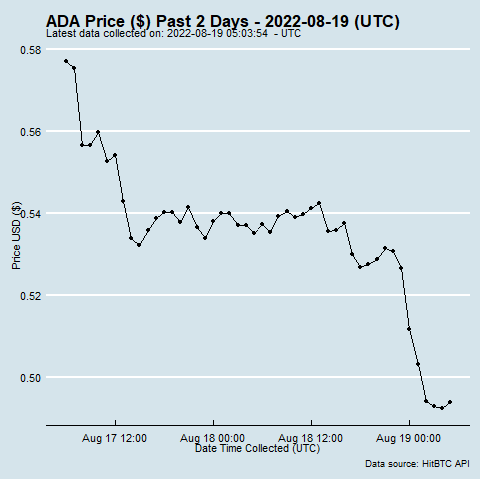 ADA Price ($) Past 2 Days - 2022-08-19 (UTC)
Latest data collected on: 2022-08-19 05:03:54 - UTC
0.58
0.56
0.54
0.52
0.50
Price USD ($)
Aug 17 12:00
Aug 18 00:00
Aug 18 12:00
Aug 19 00:00
Date Time Collected (UTC)
Data source: HitBTC API